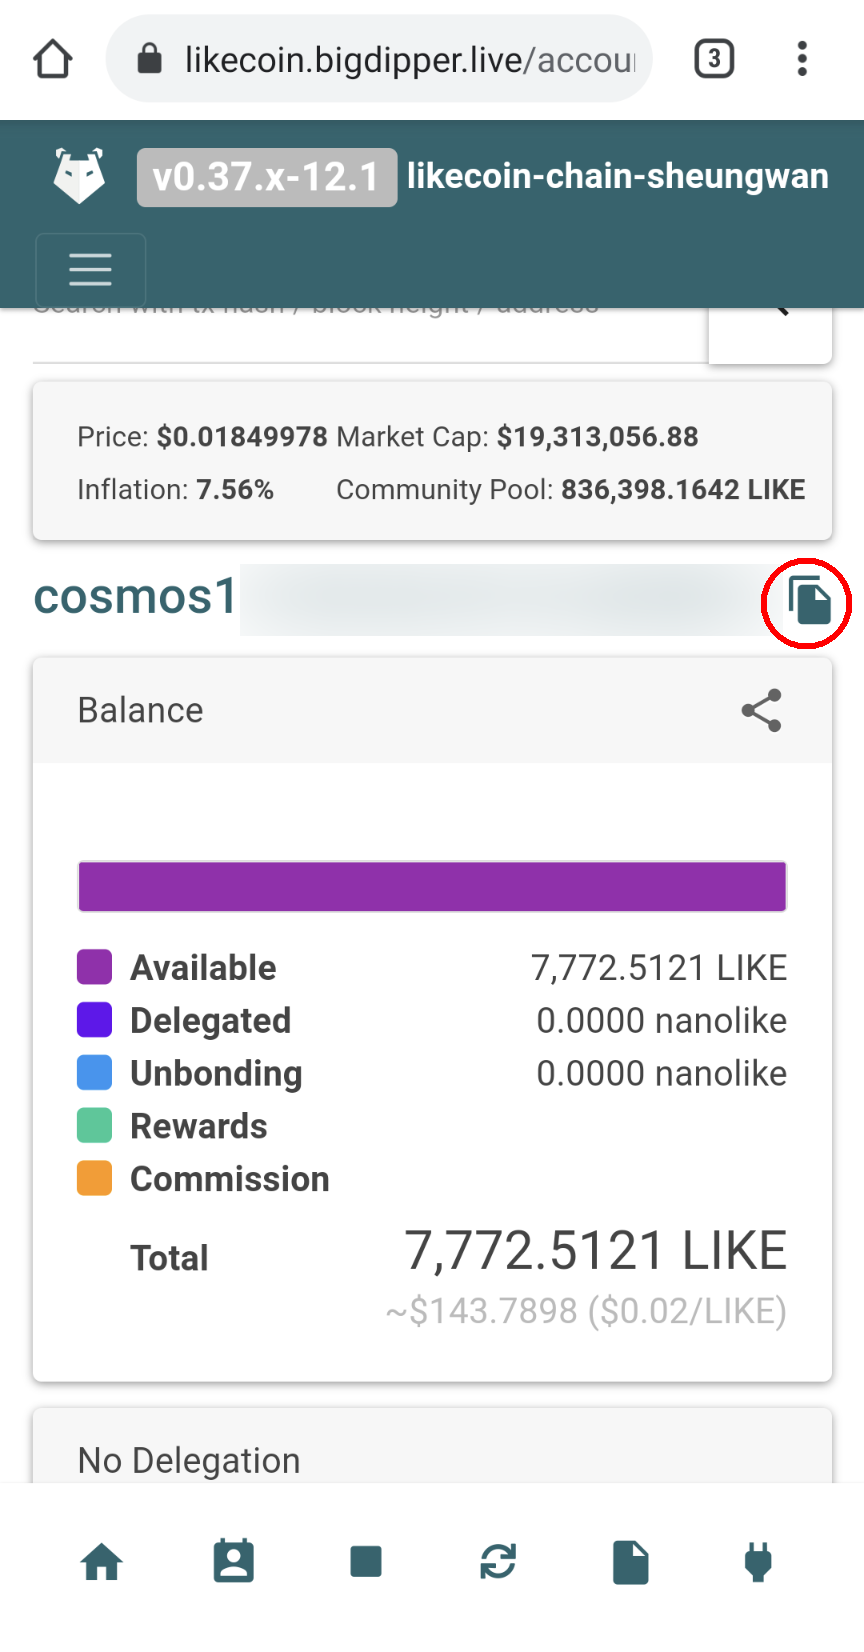 likecoin.bigdipper.live/accou
3
v0.37.x-12.1 likecoin-chain-sheungwan
Search with tx hash / block height / address
Price: $0.01849978 Market Cap: $19,313,056.88
Inflation: 7.56% Community Pool: 836,398.1642 LIKE
cosmos1
Balance
Available 7,772.5121 LIKE
Delegated 0.0000 nanolike
Unbonding 0.0000 nanolike
Rewards
Commission
Total 7,772.5121 LIKE
~$143.7898 ($0.02/LIKE)
No Delegation